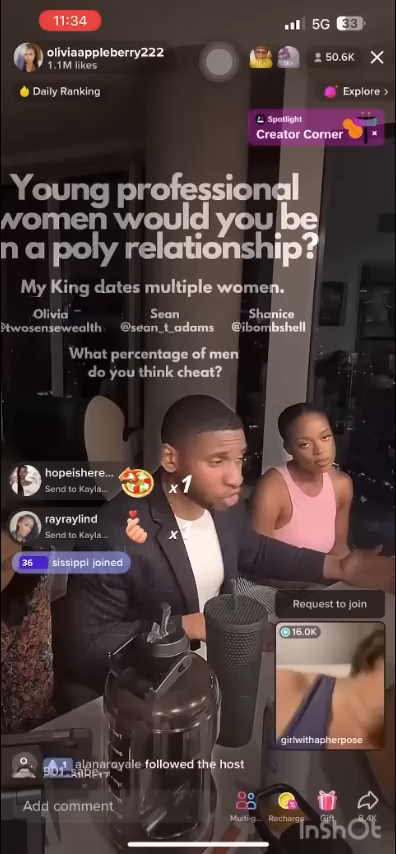 11:34
5G
33
oliviaappleberry222
1.1M likes
50.6K
Daily Ranking
Explore
Spotlight
Creator Corner
Young professional
women would you be
n a poly relationship?
My King dates multiple women.
Olivia Sean Shanice
@twosensewealth @sean_t_adams @ibombshell
What percentage of men
do you think cheat?
hopeishere...
Send to Kayla...
x1
rayraylind
Send to Kayla...
36 sissippi joined
Request to join
16.0K
girlwithapherpose
1 alanaroyale followed the host
Add comment
Multi-g...
Recharge
Gift
8.4K
InShOt